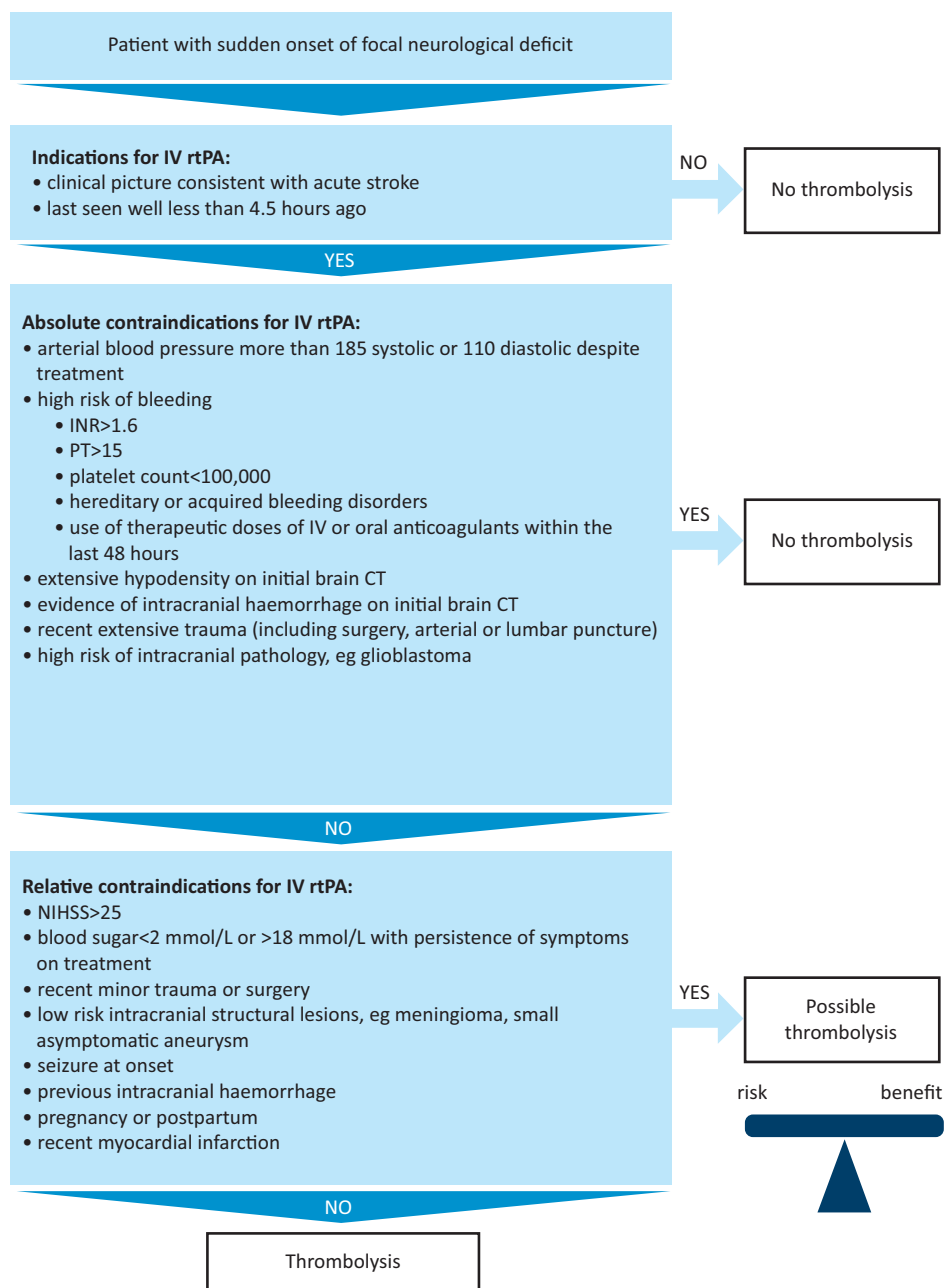 Patient with sudden onset of focal neurological deficit
Indications for IV rtPA:
• clinical picture consistent with acute stroke
• last seen well less than 4.5 hours ago
NO
No thrombolysis
YES
Absolute contraindications for IV rtPA:
• arterial blood pressure more than 185 systolic or 110 diastolic despite
treatment
• high risk of bleeding
• INR>1.6
• PT>15
• platelet count<100,000
• hereditary or acquired bleeding disorders
• use of therapeutic doses of IV or oral anticoagulants within the
last 48 hours
• extensive hypodensity on initial brain CT
• evidence of intracranial haemorrhage on initial brain CT
• recent extensive trauma (including surgery, arterial or lumbar puncture)
• high risk of intracranial pathology, eg glioblastoma
YES
No thrombolysis
NO
Relative contraindications for IV rtPA:
• NIHSS>25
• blood sugar<2 mmol/L or >18 mmol/L with persistence of symptoms
on treatment
• recent minor trauma or surgery
• low risk intracranial structural lesions, eg meningioma, small
asymptomatic aneurysm
• seizure at onset
• previous intracranial haemorrhage
• pregnancy or postpartum
• recent myocardial infarction
YES
Possible
thrombolysis
risk benefit
NO
Thrombolysis